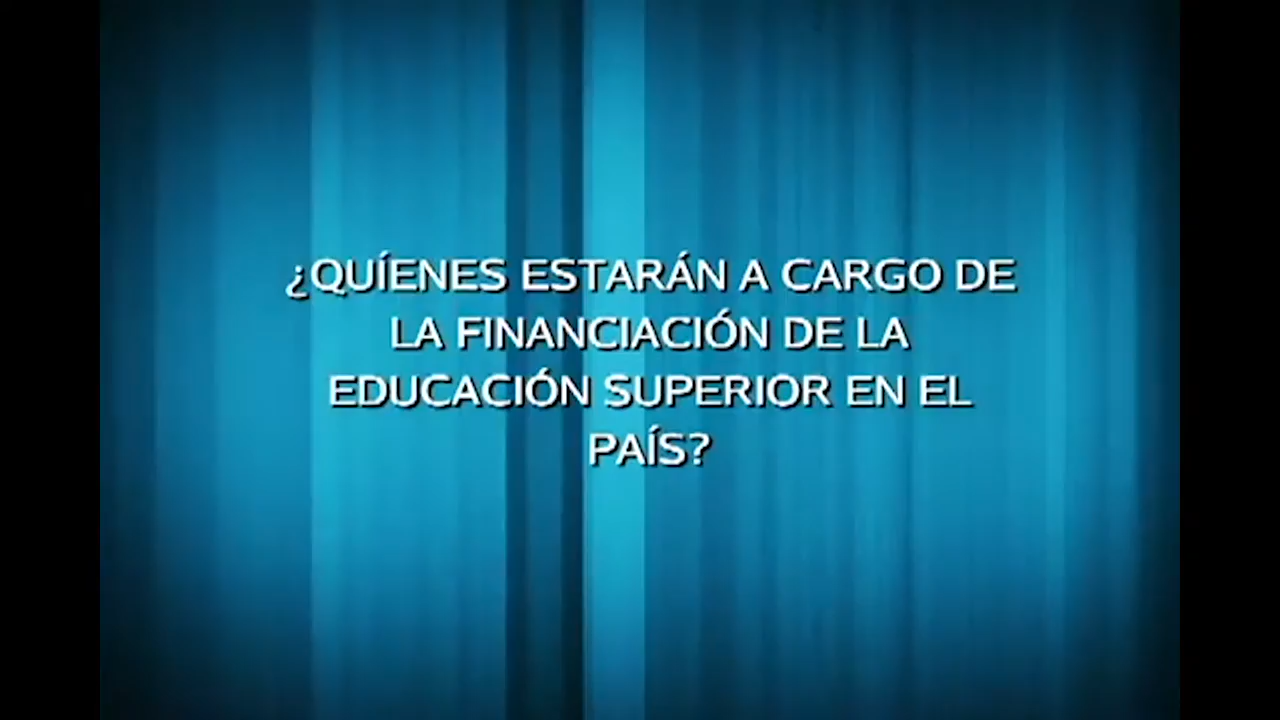 ¿QUÍENES ESTARÁN A CARGO DE
LA FINANCIACIÓN DE LA
EDUCACIÓN SUPERIOR EN EL
PAÍS?